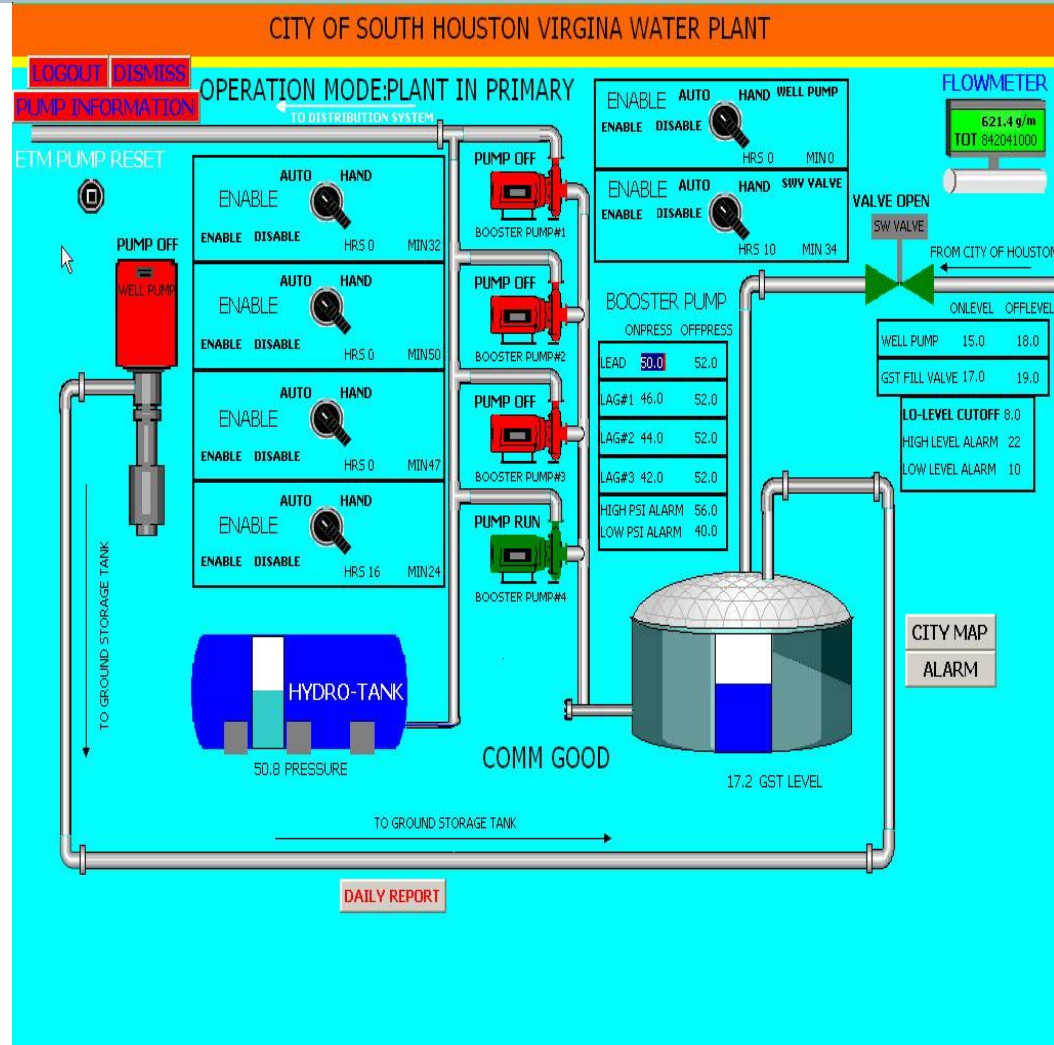 CITY OF SOUTH HOUSTON VIRGINA WATER PLANT
LOGOUT DISMISS
PUMP INFORMATION
OPERATION MODE:PLANT IN PRIMARY
TO DISTRIBUTION SYSTEM
ETM PUMP RESET
PUMP OFF
WELL PUMP
TO GROUND STORAGE TANK
AUTO HAND
ENABLE
ENABLE DISABLE
HRS 0 MIN32
AUTO HAND
ENABLE
ENABLE DISABLE
HRS 0 MIN50
AUTO HAND
ENABLE
ENABLE DISABLE
HRS 0 MIN47
AUTO HAND
ENABLE
ENABLE DISABLE
HRS 16 MIN24
PUMP OFF
BOOSTER PUMP#1
PUMP OFF
BOOSTER PUMP#2
PUMP OFF
BOOSTER PUMP#3
PUMP RUN
BOOSTER PUMP#4
ENABLE AUTO HAND WELL PUMP
ENABLE DISABLE
HRS 0 MIN 0
ENABLE AUTO HAND SWV VALVE
ENABLE DISABLE
HRS 10 MIN 34
FLOWMETER
621.4 g/m
TOT 842041000
VALVE OPEN
SW VALVE
FROM CITY OF HOUSTON
BOOSTER PUMP
ONPRESS OFFPRESS
LEAD 50.0 52.0
LAG#1 46.0 52.0
LAG#2 44.0 52.0
LAG#3 42.0 52.0
HIGH PSI ALARM 56.0
LOW PSI ALARM 40.0
ONLEVEL OFFLEVEL
WELL PUMP 15.0 18.0
GST FILL VALVE 17.0 19.0
LO-LEVEL CUTOFF 8.0
HIGH LEVEL ALARM 22
LOW LEVEL ALARM 10
CITY MAP
ALARM
HYDRO-TANK
50.8 PRESSURE
COMM GOOD
17.2 GST LEVEL
TO GROUND STORAGE TANK
DAILY REPORT